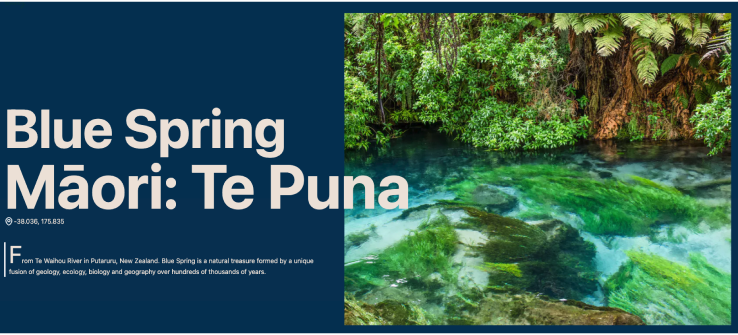 Blue Spring
Māori: Te Puna
-38.036, 175.835
From Te Waihou River in Putaruru, New Zealand. Blue Spring is a natural treasure formed by a unique
fusion of geology, ecology, biology and geography over hundreds of thousands of years.